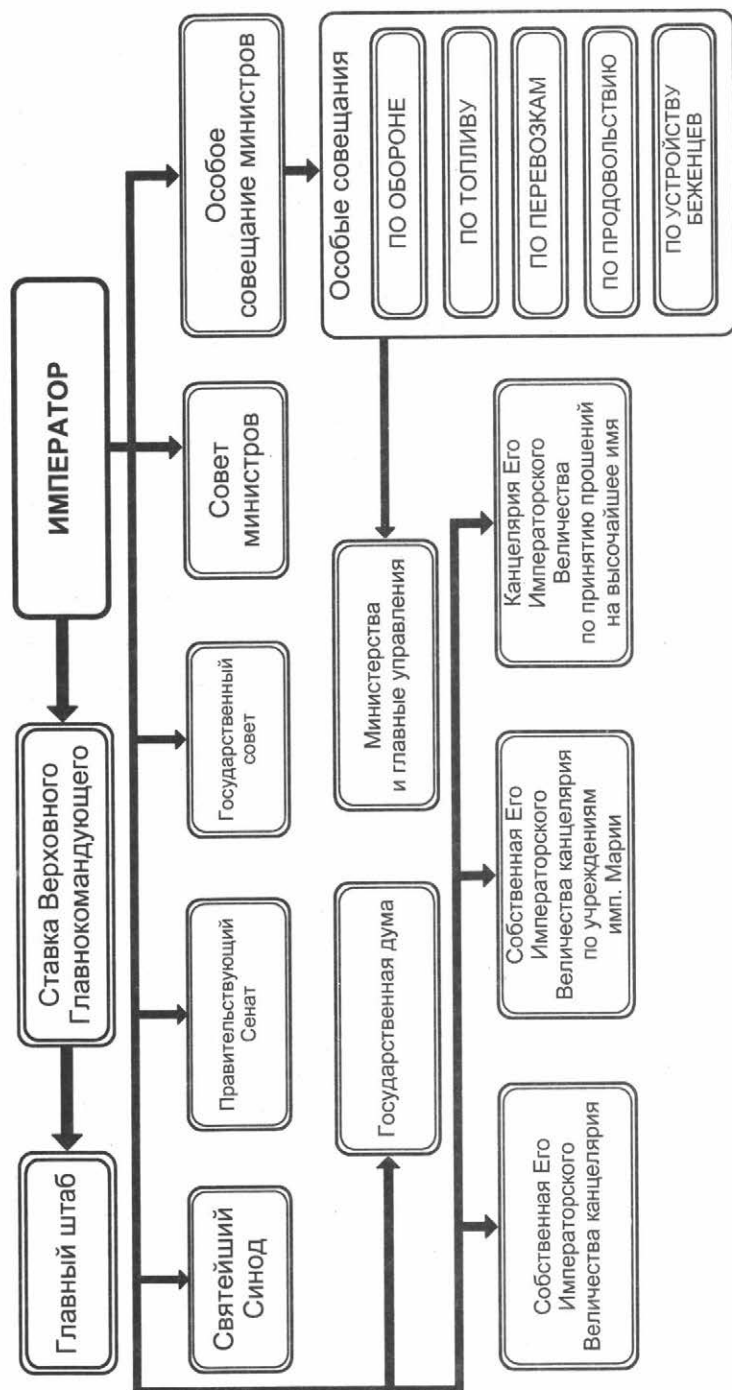 ИМПЕРАТОР
Ставка Верховного
Главнокомандующего
Главный штаб
Святейший
Синод
Правительствующий
Сенат
Государственный
совет
Совет
министров
Особое
совещание министров
Особые совещания
ПО ОБОРОНЕ
ПО ТОПЛИВУ
ПО ПЕРЕВОЗКАМ
ПО ПРОДОВОЛЬСТВИЮ
ПО УСТРОЙСТВУ
БЕЖЕНЦЕВ
Государственная дума
Министерства
и главные управления
Собственная Его
Императорского
Величества канцелярия
Собственная Его
Императорского
Величества канцелярия
по учреждениям
имп. Марии
Канцелярия Его
Императорского
Величества
по принятию прошений
на высочайшее имя